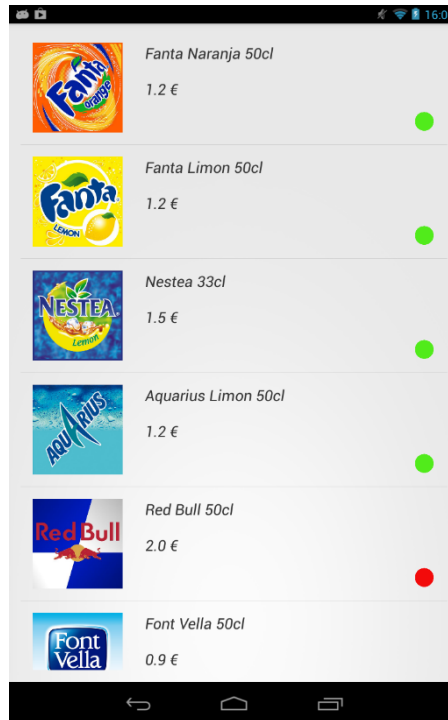 16:0
Fanta
orange
Fanta Naranja 50cl
1.2 €
Fanta
LEMON
Fanta Limon 50cl
1.2 €
NESTEA
Lemon
Nestea 33cl
1.5 €
AQUARIUS
Aquarius Limon 50cl
1.2 €
Red Bull
Red Bull 50cl
2.0 €
Font
Vella
Font Vella 50cl
0.9 €